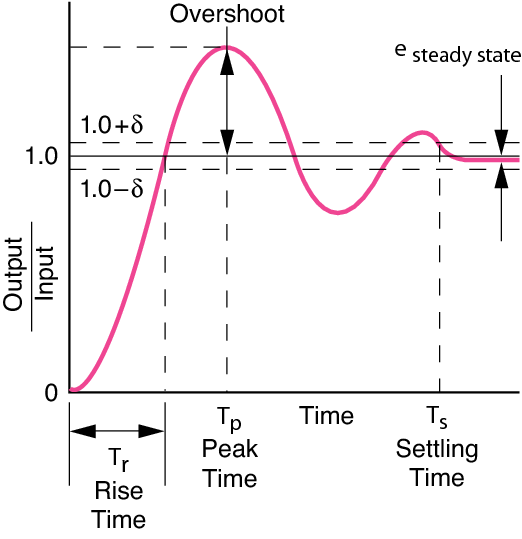 Overshoot
e steady state
1.0+δ
1.0
1.0−δ
Output
Input
0
Tr
Rise
Time
Tp
Peak
Time
Time
Ts
Settling
Time